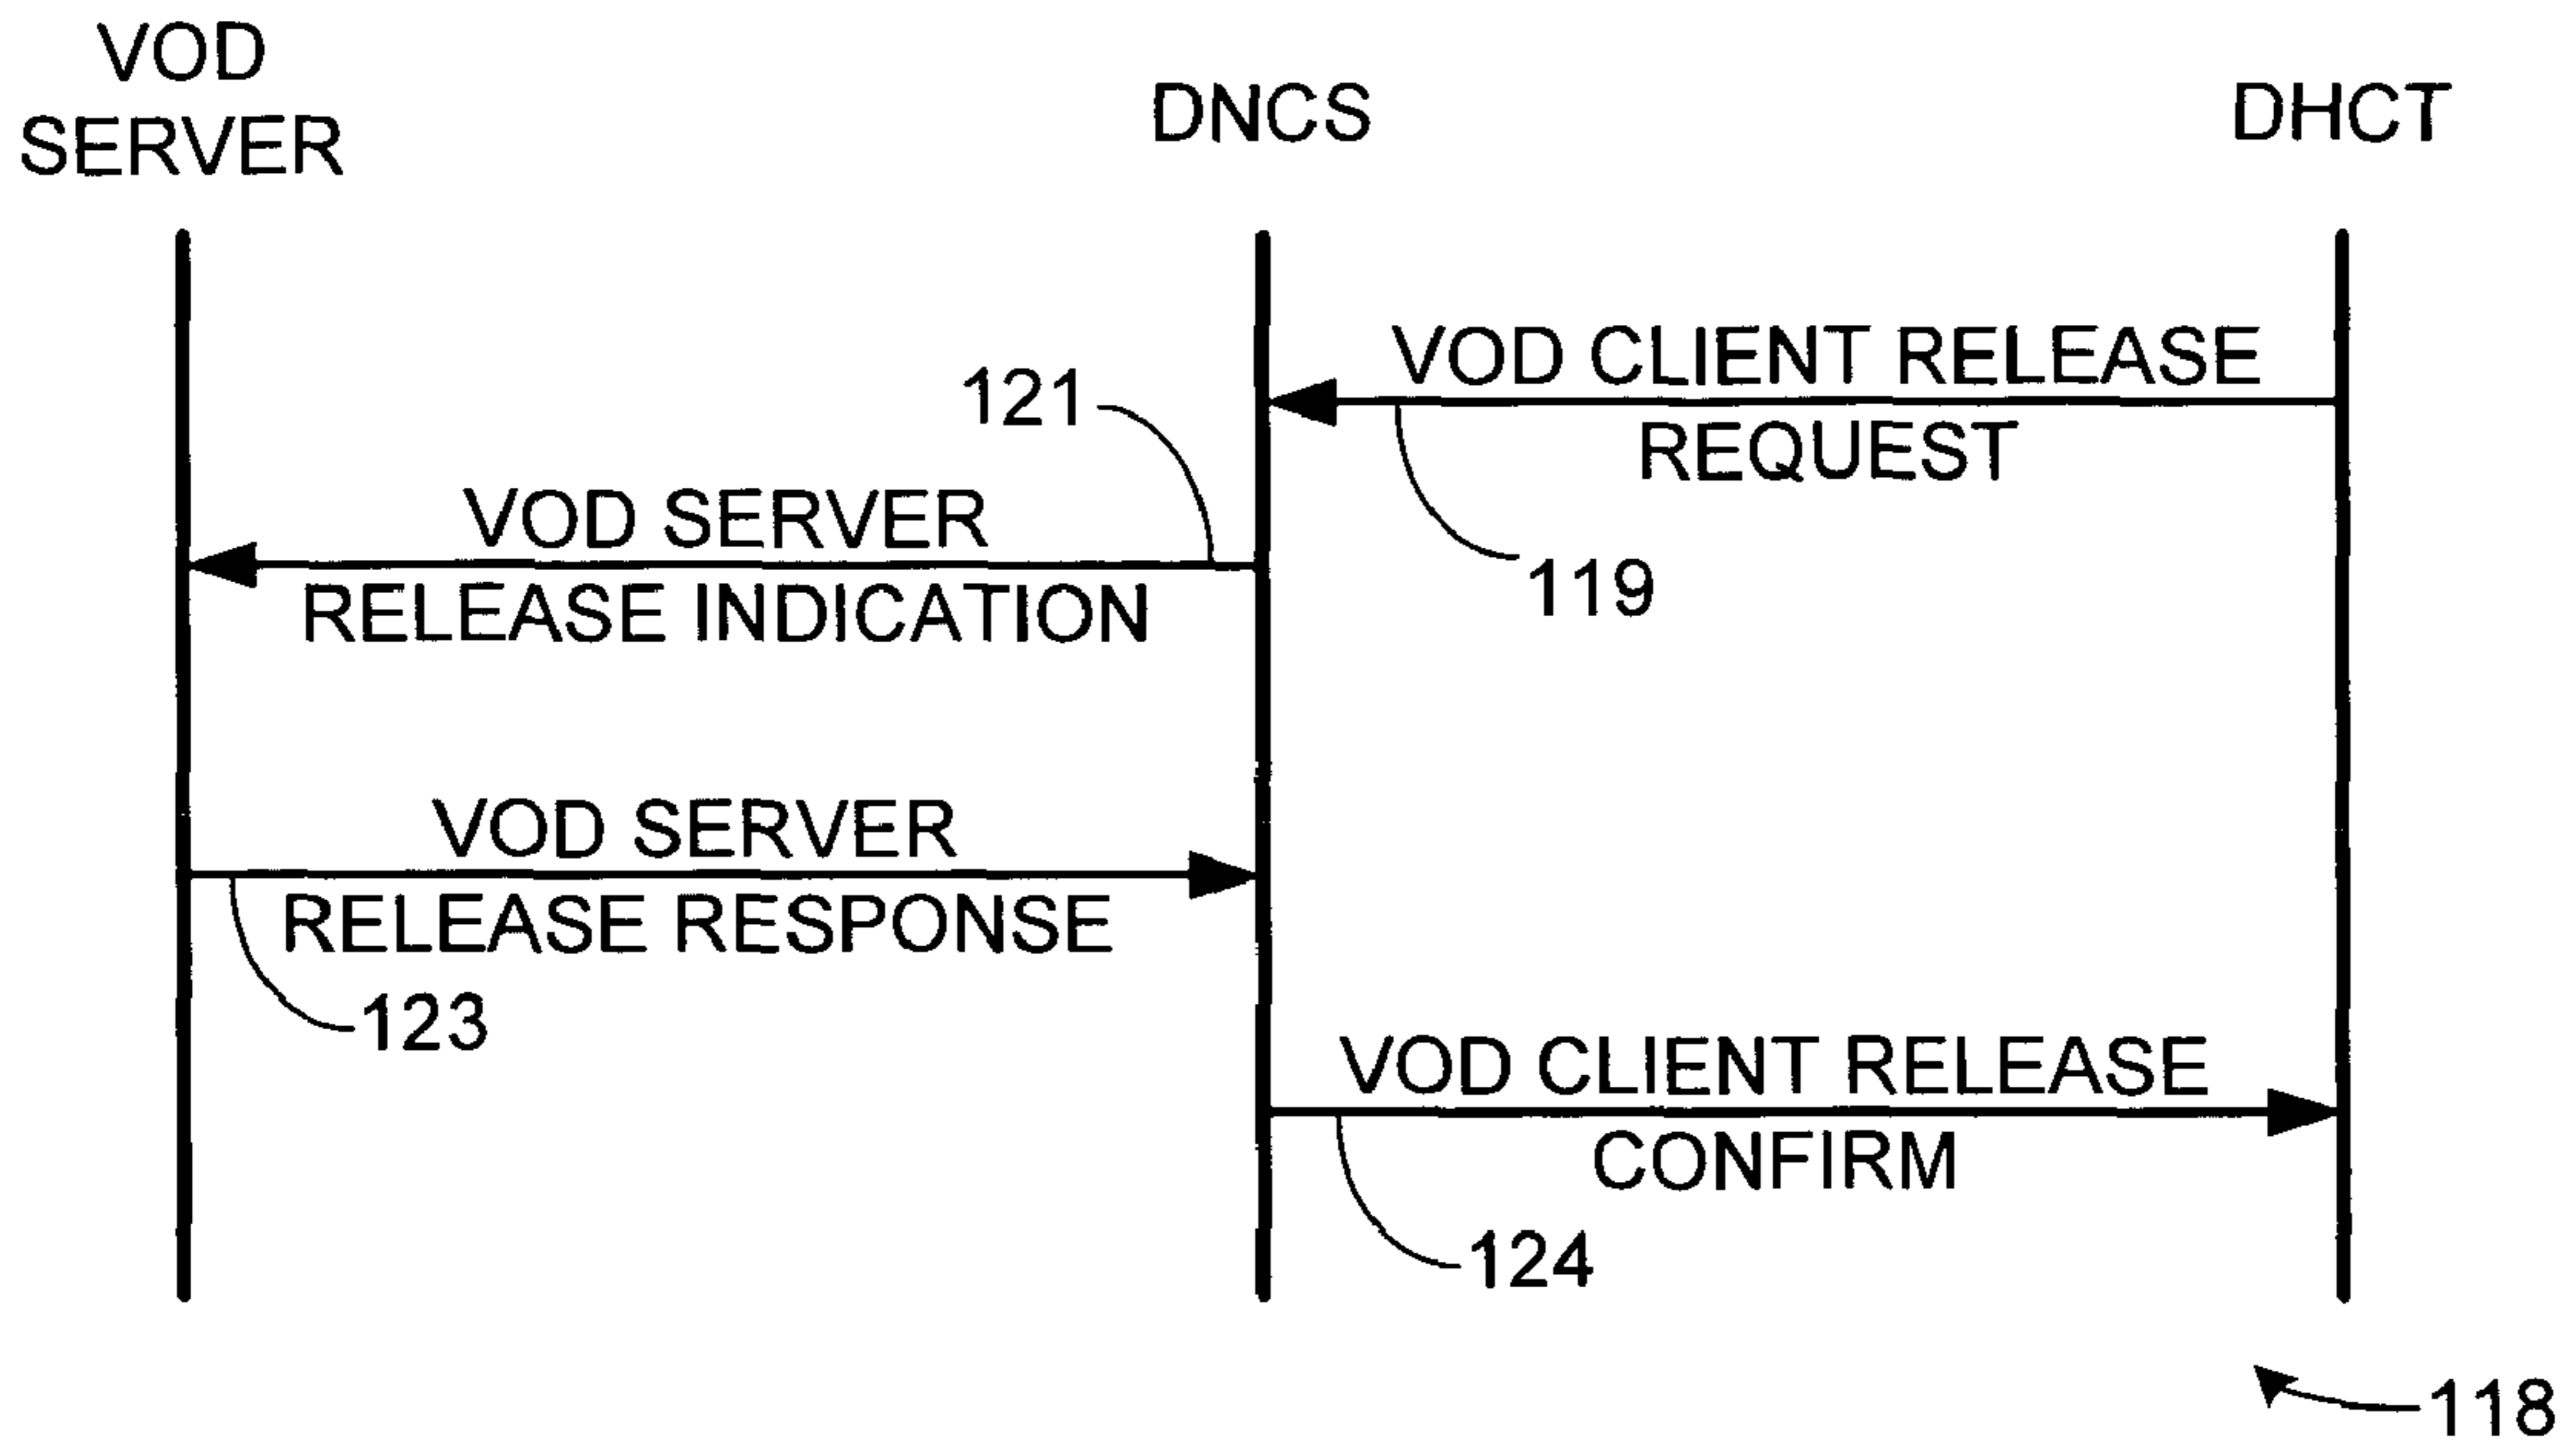 VOD
SERVER
DNCS
DHCT
VOD CLIENT RELEASE
REQUEST
119
121
VOD SERVER
RELEASE INDICATION
VOD SERVER
RELEASE RESPONSE
123
VOD CLIENT RELEASE
CONFIRM
124
118